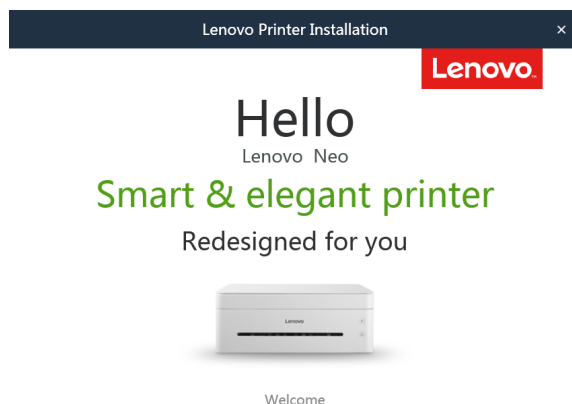 Lenovo Printer Installation
×
Lenovo
Hello
Lenovo Neo
Smart & elegant printer
Redesigned for you
Lenovo
Welcome